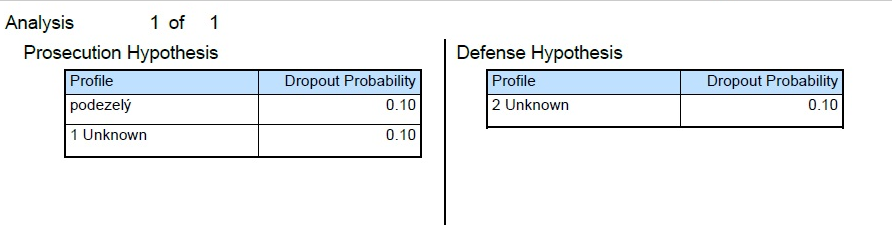 Analysis 1 of 1
Prosecution Hypothesis
Profile Dropout Probability
podezelý 0.10
1 Unknown 0.10
Defense Hypothesis
Profile Dropout Probability
2 Unknown 0.10